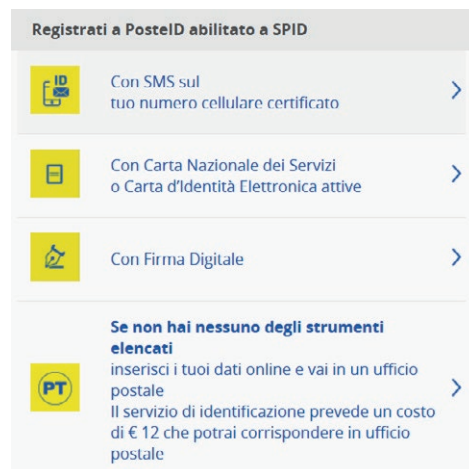 Registrati a PosteID abilitato a SPID
ID
Con SMS sul
tuo numero cellulare certificato
Con Carta Nazionale dei Servizi
o Carta d'Identità Elettronica attive
Con Firma Digitale
Se non hai nessuno degli strumenti
elencati
inserisci i tuoi dati online e vai in un ufficio
postale
Il servizio di identificazione prevede un costo
di € 12 che potrai corrispondere in ufficio
postale
PT